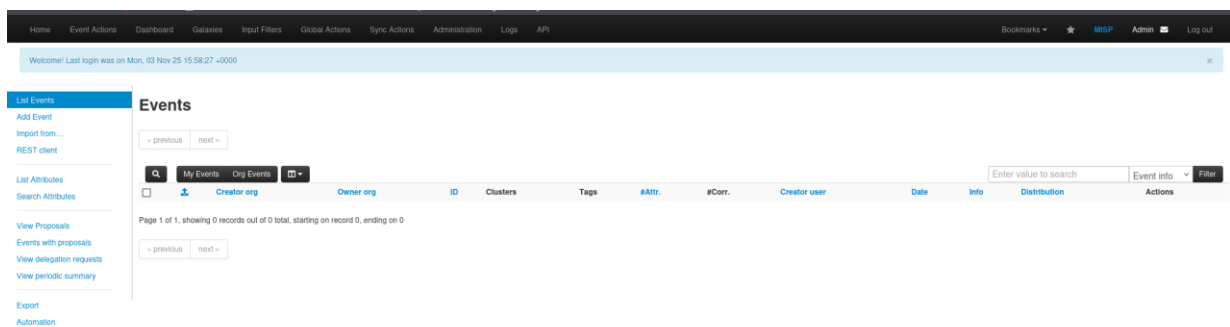 Home Event Actions Dashboard Galaxies Input Filters Global Actions Sync Actions Administration Logs API Bookmarks MISP Admin Log out
Welcome! Last login was on Mon, 03 Nov 25 15:58:27 +0000 ×
List Events
Add Event
Import from…
REST client
List Attributes
Search Attributes
View Proposals
Events with proposals
View delegation requests
View periodic summary
Export
Automation
Events
« previous next »
My Events Org Events Enter value to search Event info Filter
Creator org Owner org ID Clusters Tags #Attr. #Corr. Creator user Date Info Distribution Actions
Page 1 of 1, showing 0 records out of 0 total, starting on record 0, ending on 0
« previous next »